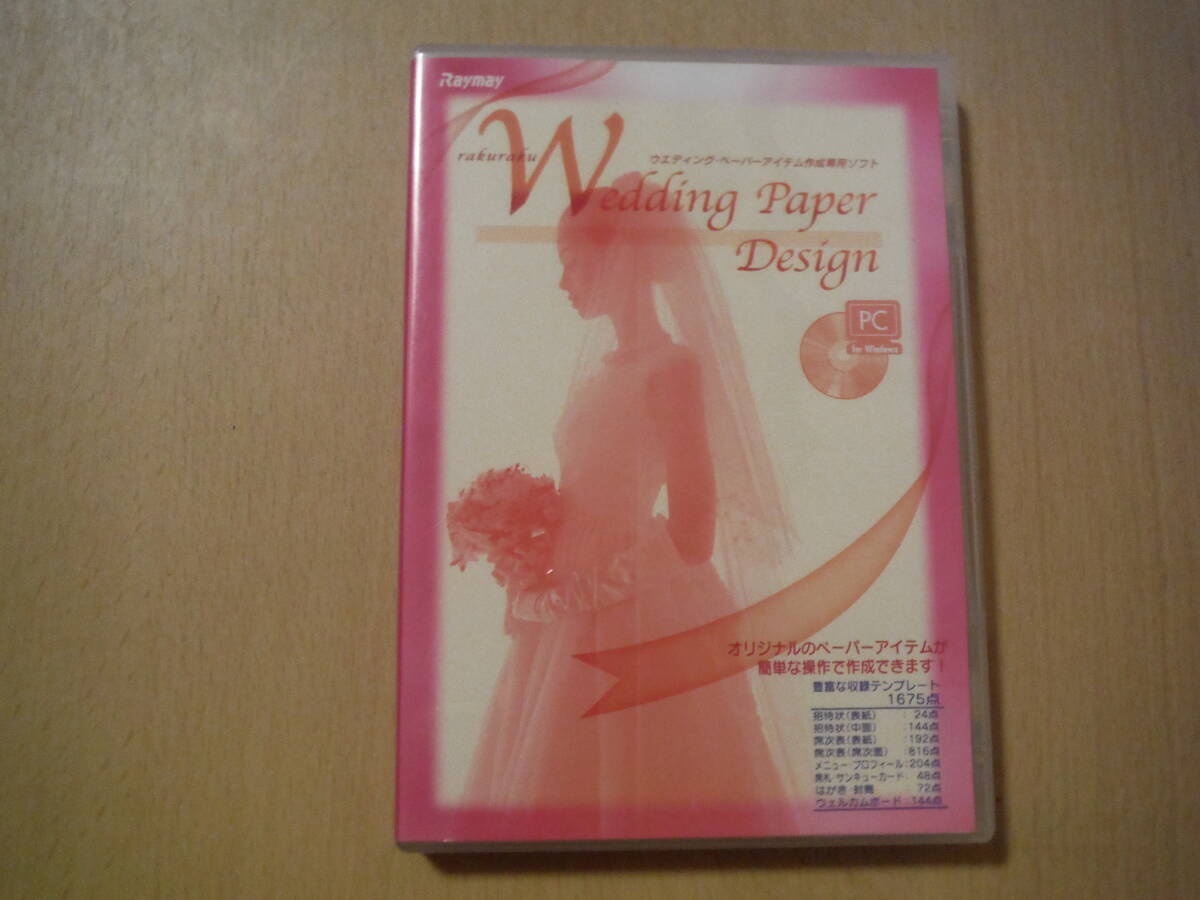 Raymay
rakuraku
ウエディング・ペーパーアイテム作成専用ソフト
Wedding Paper
Design
PC
for Windows
オリジナルのペーパーアイテムが
簡単な操作で作成できます！
豊富な収録テンプレート
1675点
招待状(表紙) : 24点
招待状(中面) : 144点
席次表(表紙) : 192点
席次表(席次面) : 816点
メニュー・プロフィール : 204点
席札・サンキューカード : 48点
はがき・封筒 : 72点
ウェルカムボード : 144点